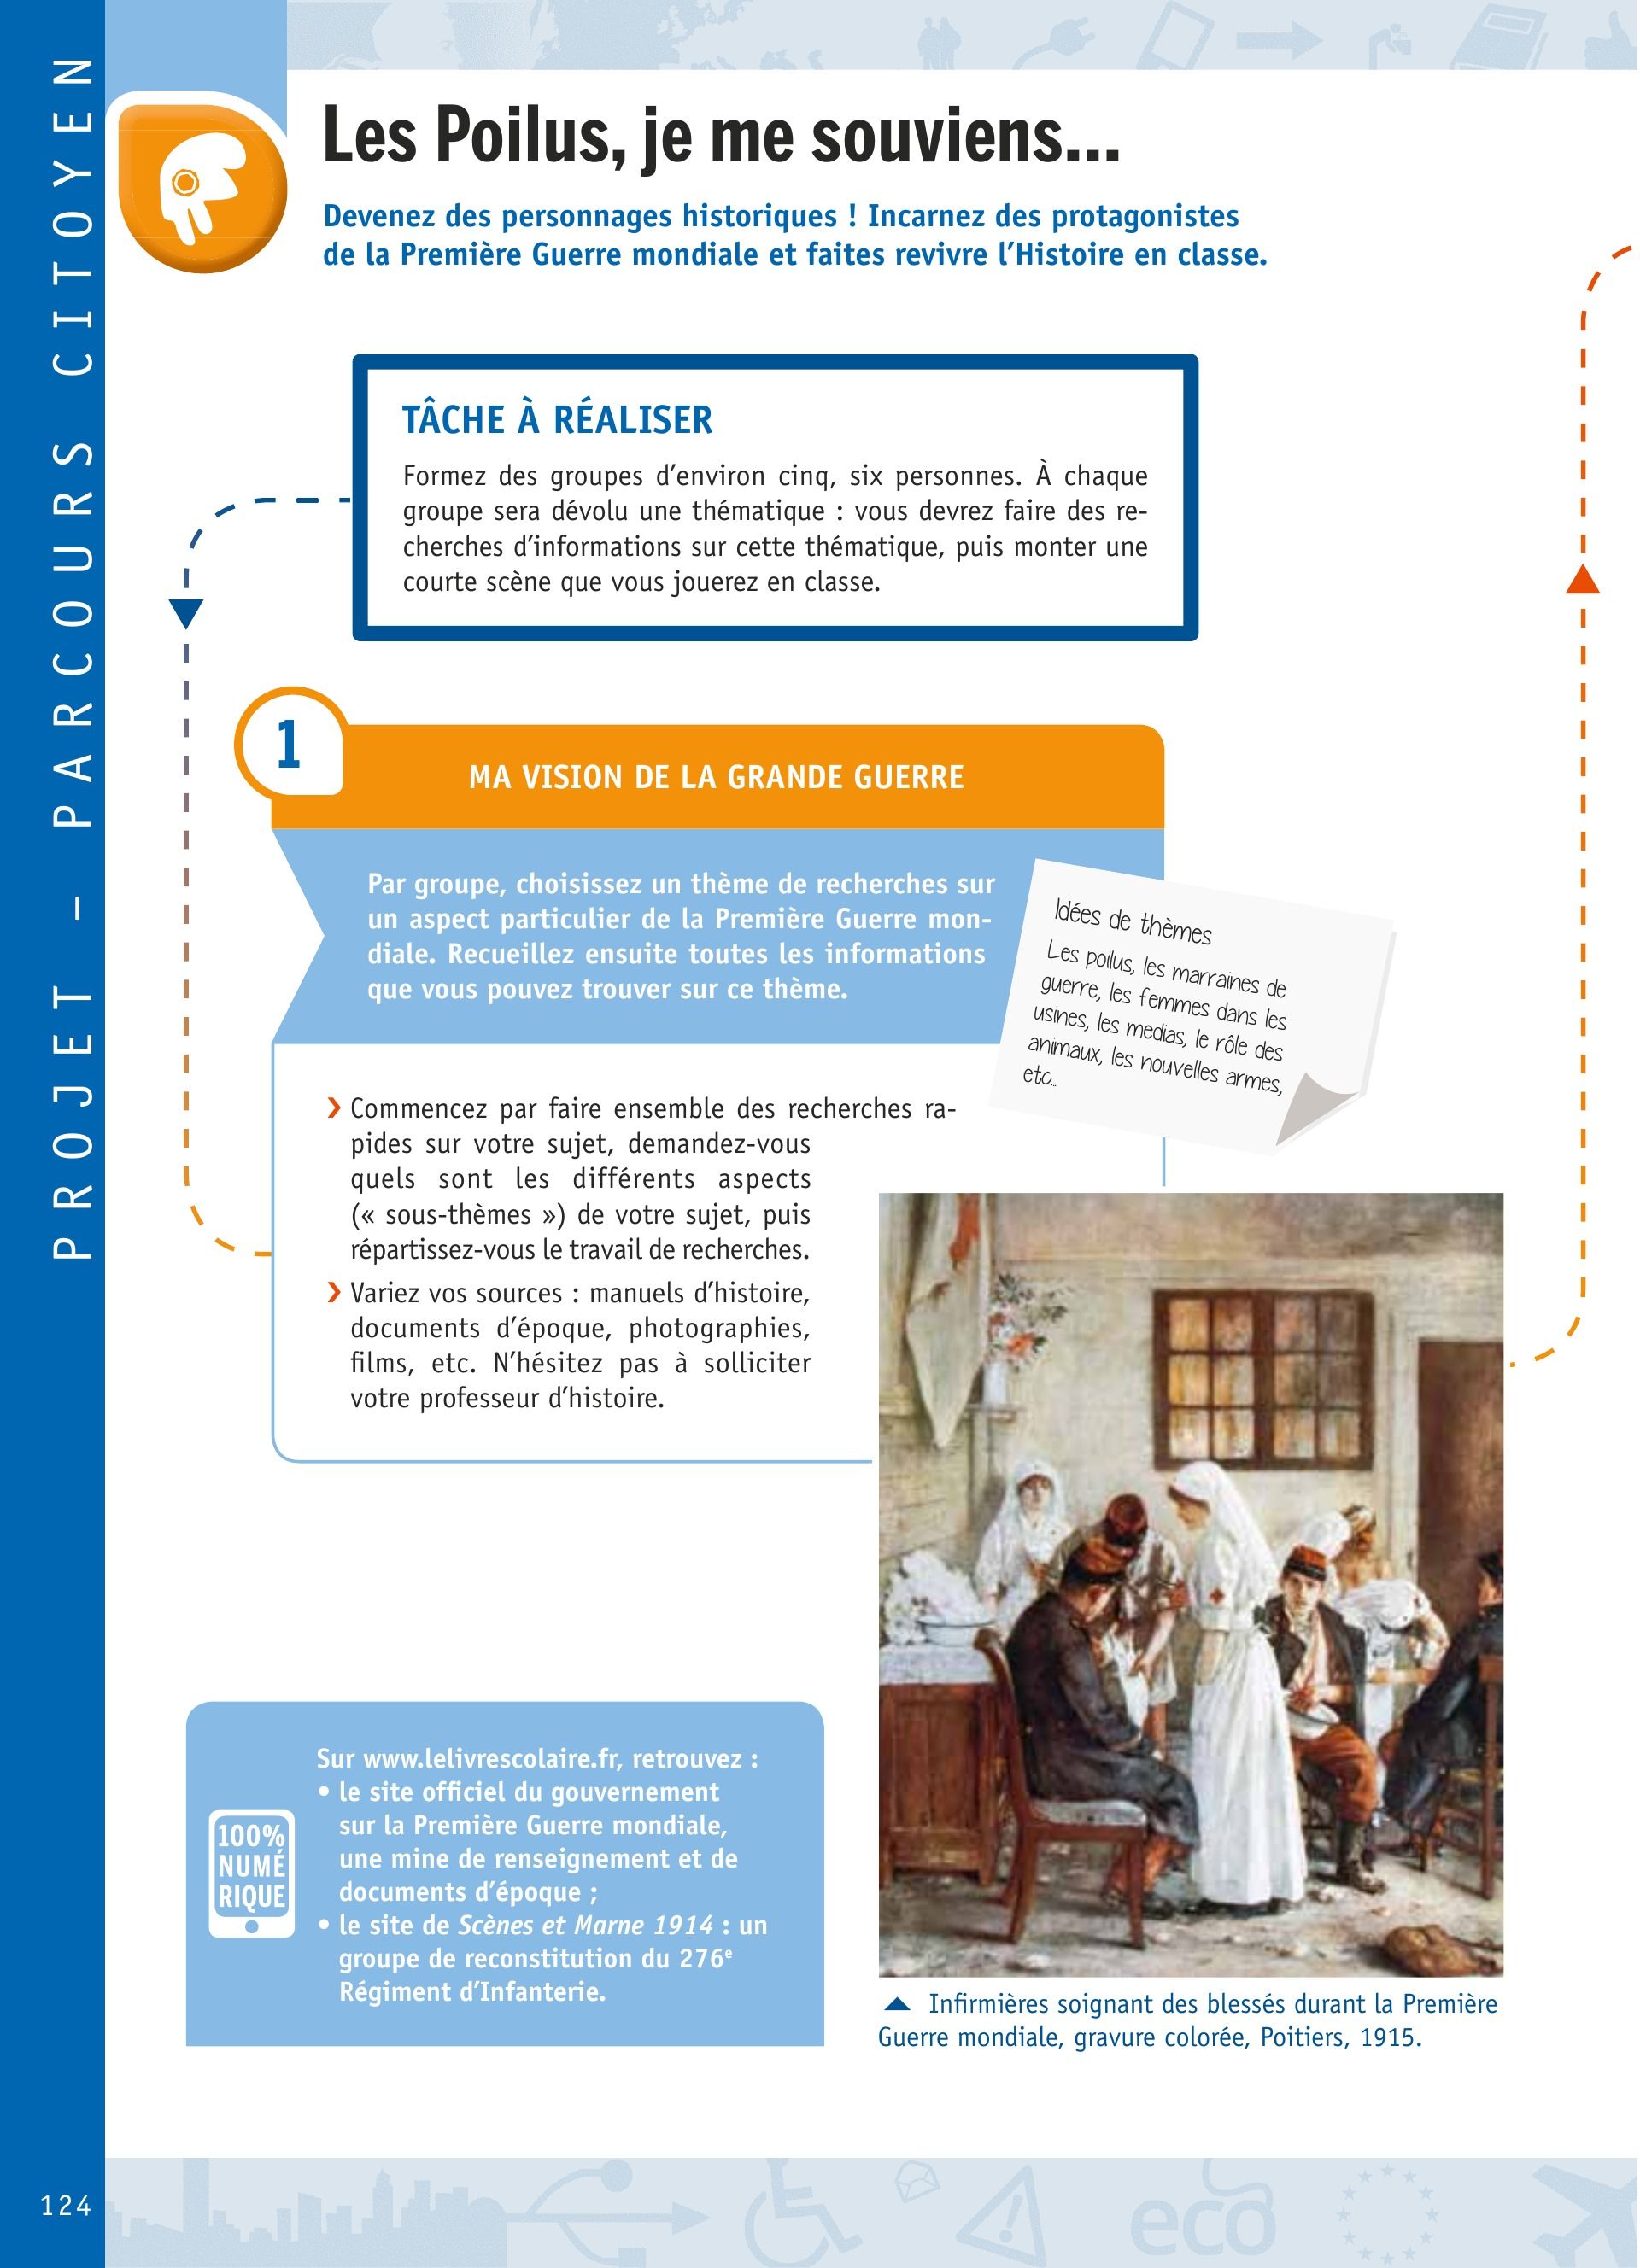 PROJET – PARCOURS CITOYEN
Les Poilus, je me souviens...
Devenez des personnages historiques ! Incarnez des protagonistes
de la Première Guerre mondiale et faites revivre l’Histoire en classe.
TÂCHE À RÉALISER
Formez des groupes d’environ cinq, six personnes. À chaque
groupe sera dévolu une thématique : vous devrez faire des re-
cherches d’informations sur cette thématique, puis monter une
courte scène que vous jouerez en classe.
1
MA VISION DE LA GRANDE GUERRE
Par groupe, choisissez un thème de recherches sur
un aspect particulier de la Première Guerre mon-
diale. Recueillez ensuite toutes les informations
que vous pouvez trouver sur ce thème.
Idées de thèmes
Les poilus, les marraines de
guerre, les femmes dans les
usines, les medias, le rôle des
animaux, les nouvelles armes,
etc...
› Commencez par faire ensemble des recherches ra-
pides sur votre sujet, demandez-vous
quels sont les différents aspects
(« sous-thèmes ») de votre sujet, puis
répartissez-vous le travail de recherches.
› Variez vos sources : manuels d’histoire,
documents d’époque, photographies,
films, etc. N’hésitez pas à solliciter
votre professeur d’histoire.
100%
NUMÉ
RIQUE
Sur www.lelivrescolaire.fr, retrouvez :
• le site officiel du gouvernement
sur la Première Guerre mondiale,
une mine de renseignement et de
documents d’époque ;
• le site de Scènes et Marne 1914 : un
groupe de reconstitution du 276e
Régiment d’Infanterie.
Infirmières soignant des blessés durant la Première
Guerre mondiale, gravure colorée, Poitiers, 1915.
124
eco